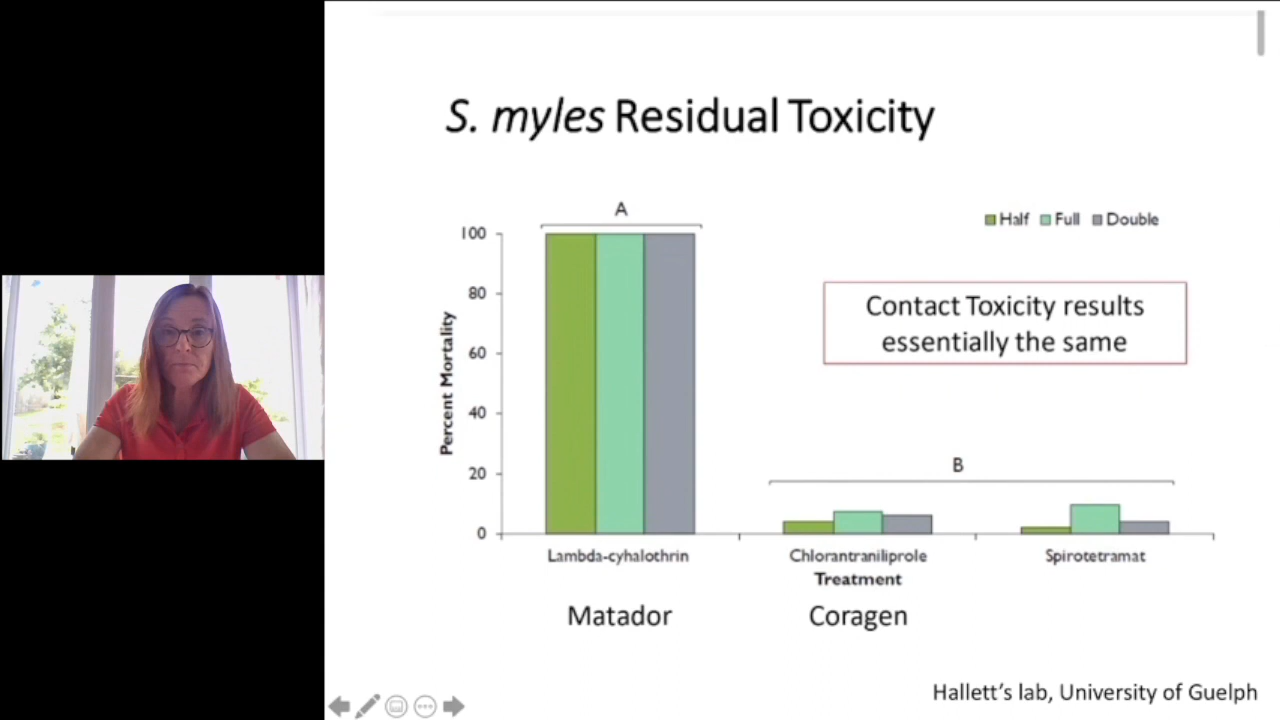 S. myles Residual Toxicity
A
Half Full Double
100
80
60
40
20
0
Percent Mortality
Contact Toxicity results
essentially the same
B
Lambda-cyhalothrin Chlorantraniliprole Spirotetramat
Treatment
Matador Coragen
Hallett’s lab, University of Guelph